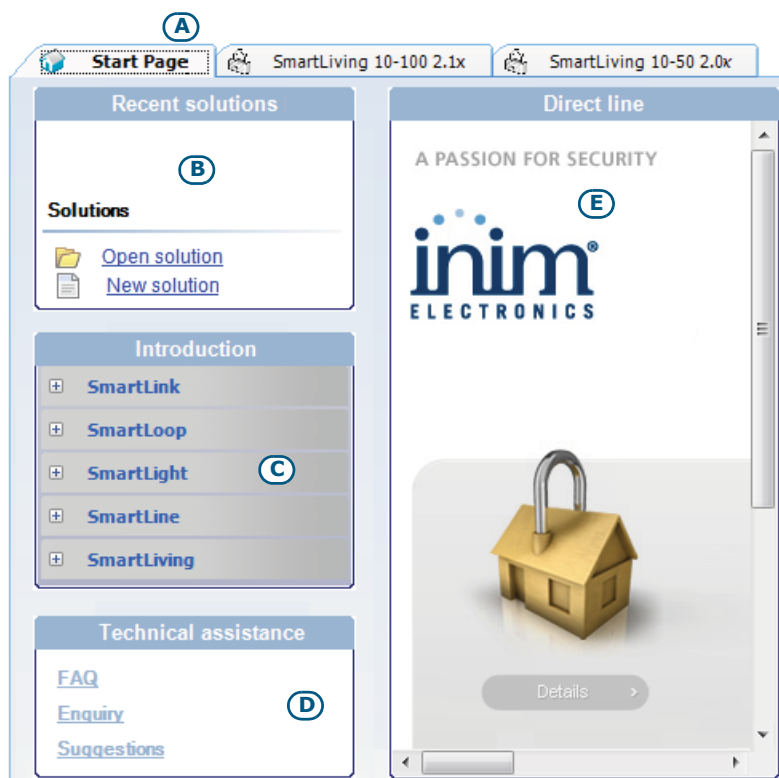 A
Start Page
SmartLiving 10-100 2.1x
SmartLiving 10-50 2.0x
Recent solutions
B
Solutions
Open solution
New solution
Introduction
SmartLink
SmartLoop
SmartLight
C
SmartLine
SmartLiving
Technical assistance
FAQ
Enquiry
D
Suggestions
Direct line
A PASSION FOR SECURITY
E
inim®
ELECTRONICS
Details >